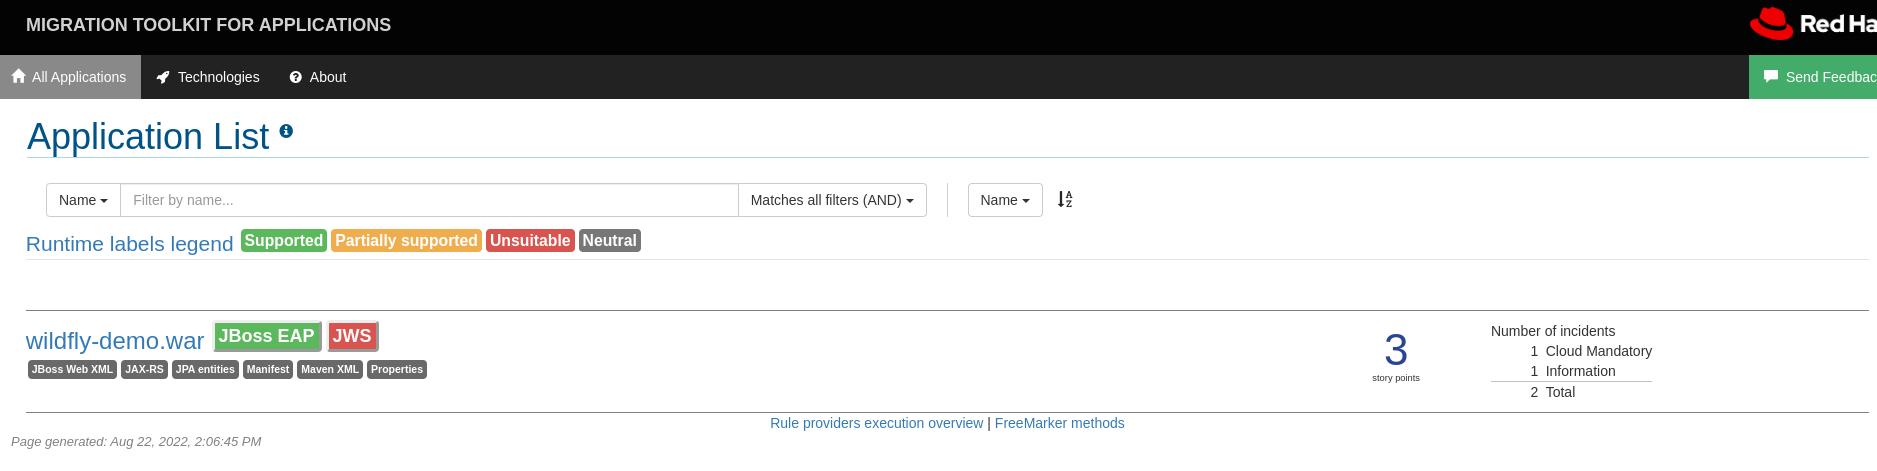 MIGRATION TOOLKIT FOR APPLICATIONS
Red Ha
All Applications Technologies About Send Feedbac
Application List
Name Filter by name... Matches all filters (AND) Name
Runtime labels legend Supported Partially supported Unsuitable Neutral
wildfly-demo.war JBoss EAP JWS
JBoss Web XML JAX-RS JPA entities Manifest Maven XML Properties
3
story points
Number of incidents
1 Cloud Mandatory
1 Information
2 Total
Rule providers execution overview | FreeMarker methods
Page generated: Aug 22, 2022, 2:06:45 PM